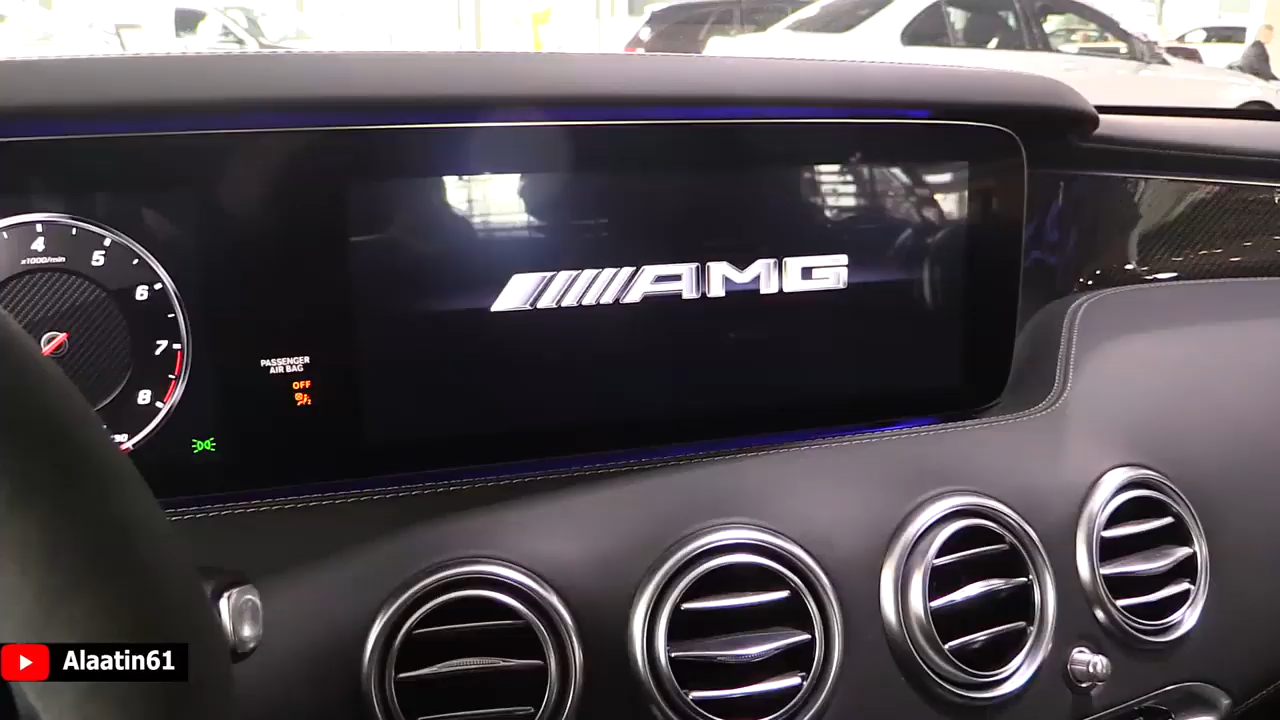 4
5
x1000/min
6
7
8
AMG
PASSENGER
AIR BAG
OFF
Alaatin61